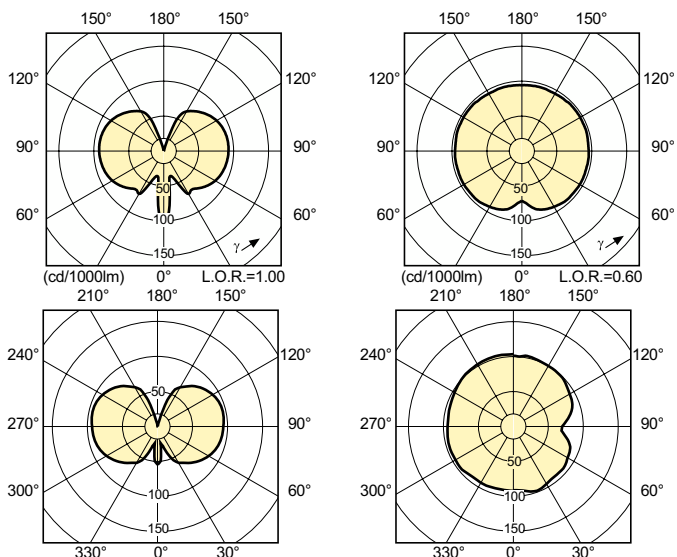 150° 180° 150° 150° 180° 150°
120° 120° 120° 120°
90° 90° 90° 90°
50 50
60° 60° 60° 60°
100 100
150 γ 150 γ
(cd/1000lm) 0° L.O.R.=1.00 (cd/1000lm) 0° L.O.R.=0.60
210° 180° 150° 210° 180° 150°
240° 120° 240° 120°
50
270° 90° 270° 90°
50
300° 60° 300° 60°
100 100
150 150
330° 0° 30° 330° 0° 30°